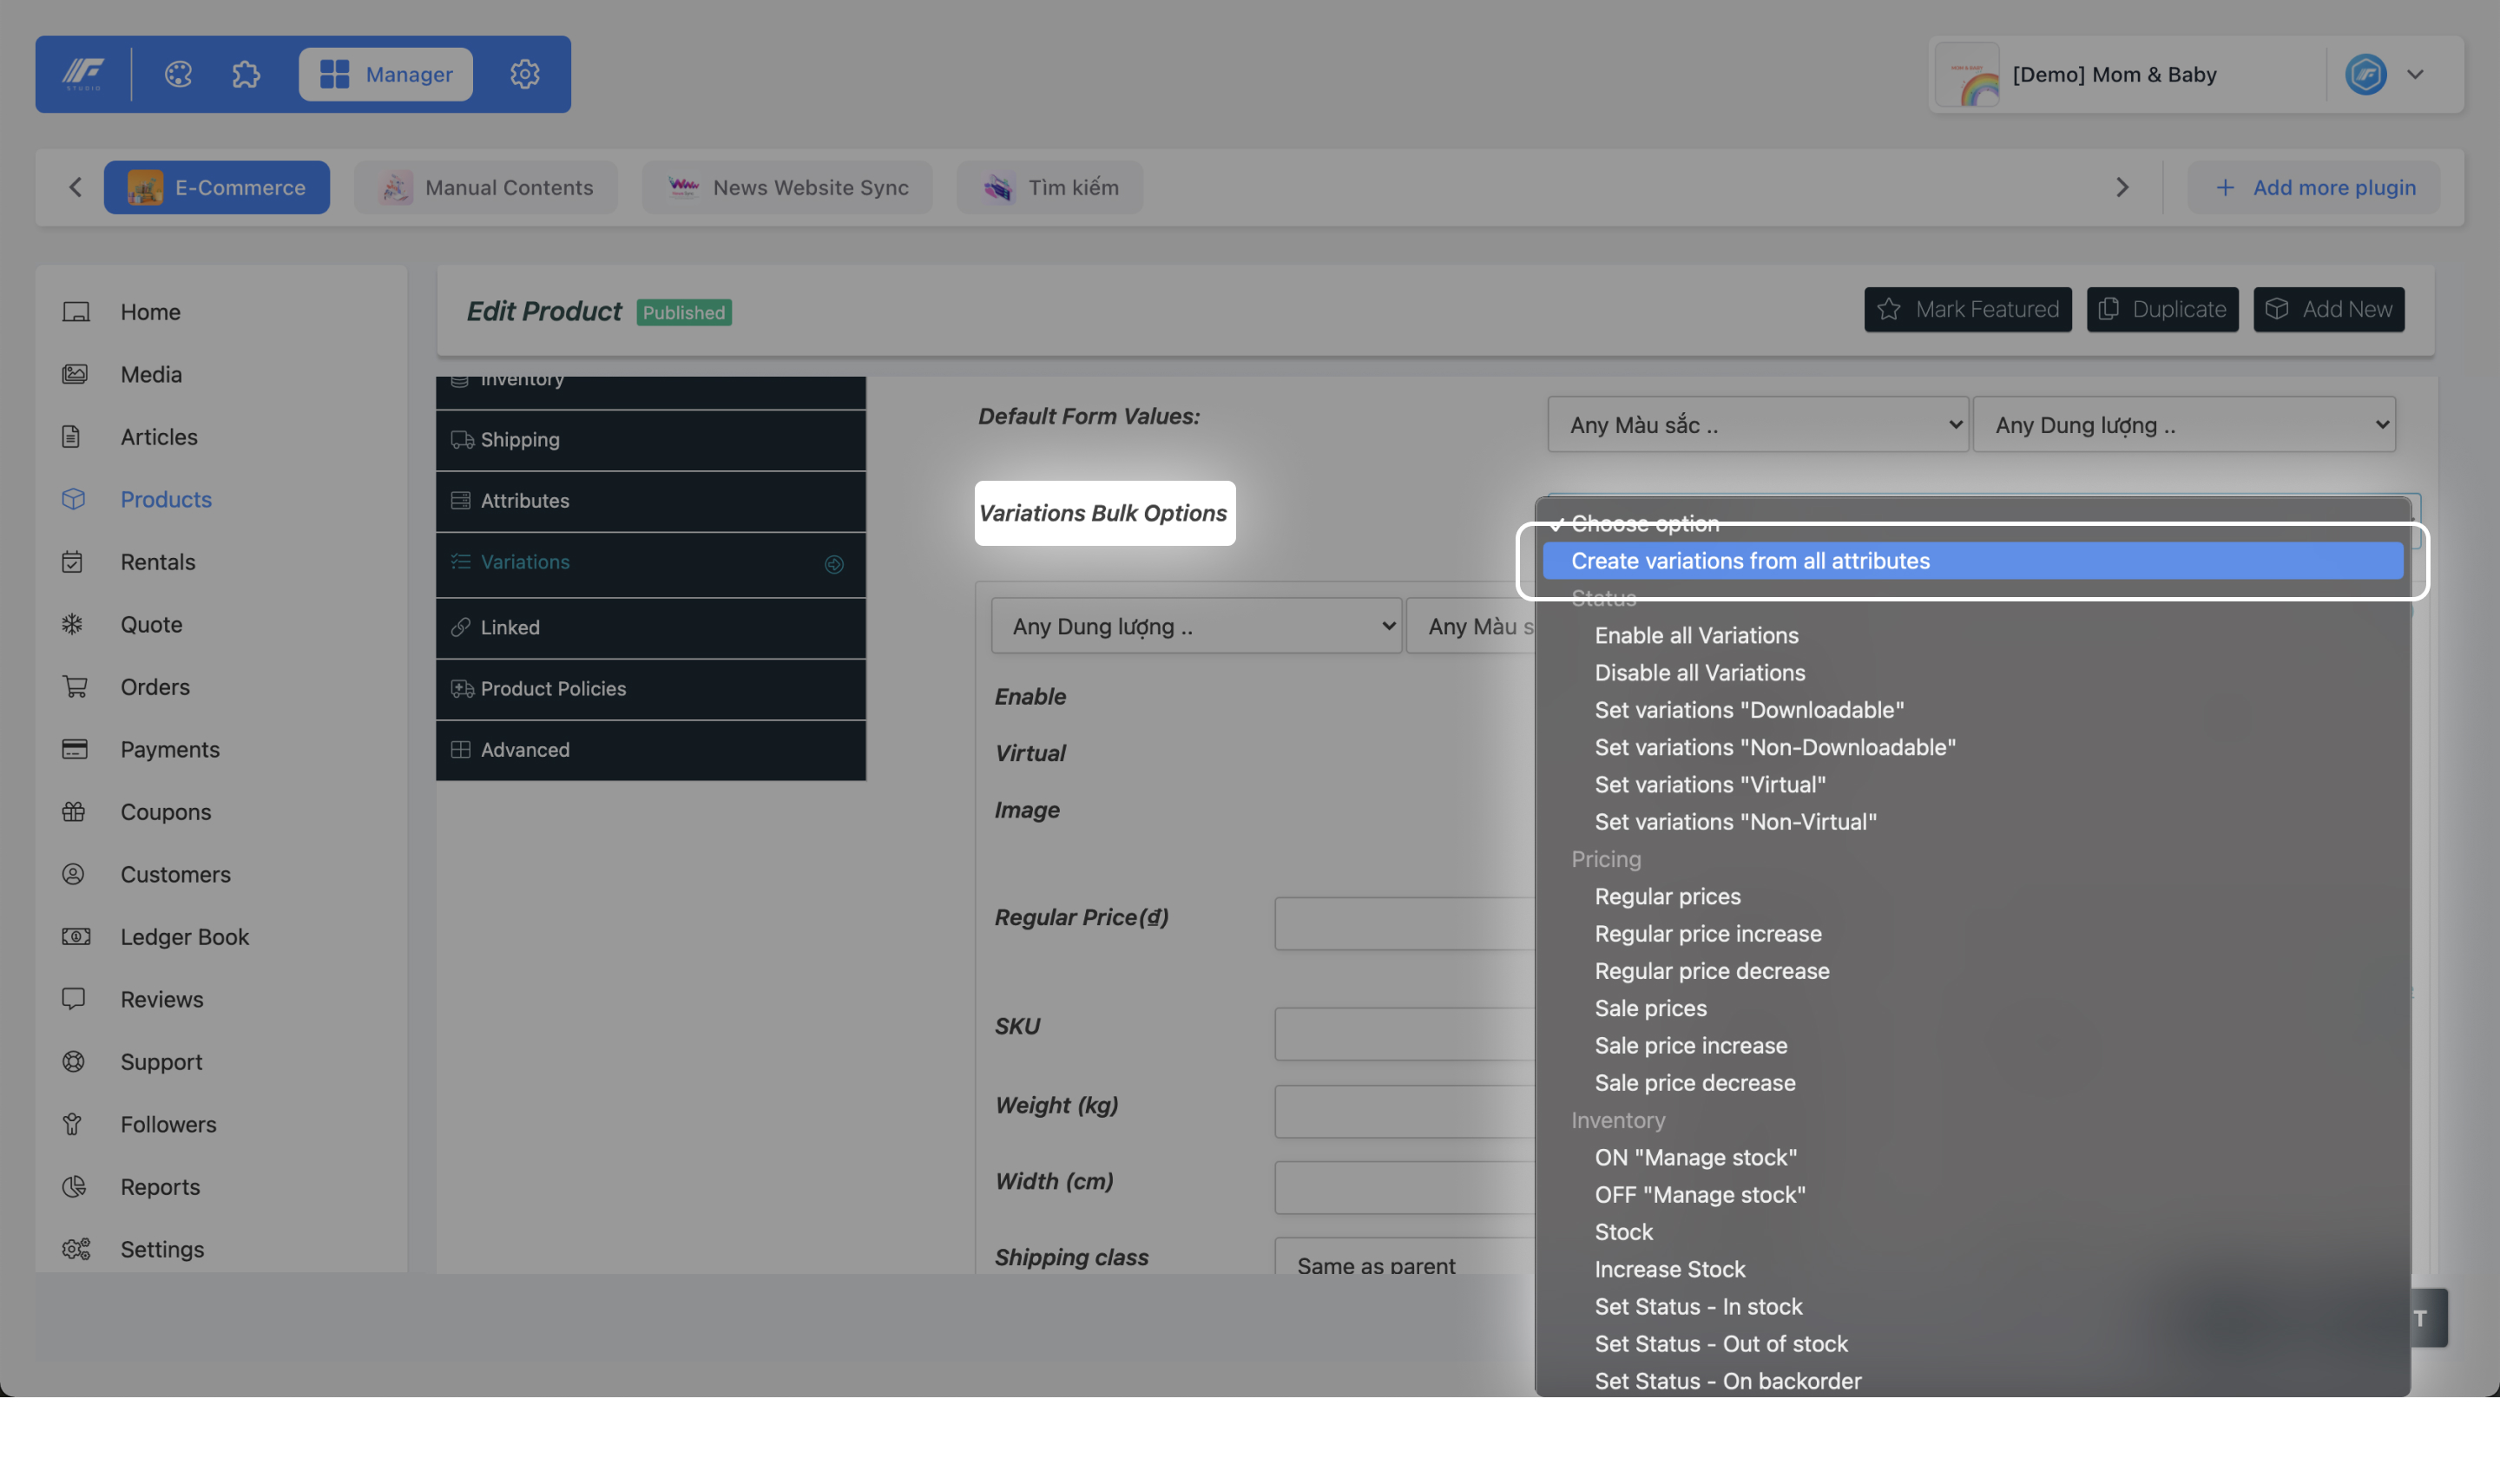 STUDIO
Manager
MOM & BABY
[Demo] Mom & Baby
E-Commerce
Manual Contents
News Website Sync
Tìm kiếm
+ Add more plugin
Home
Media
Articles
Products
Rentals
Quote
Orders
Payments
Coupons
Customers
Ledger Book
Reviews
Support
Followers
Reports
Settings
Edit Product
Published
Mark Featured
Duplicate
Add New
Inventory
Shipping
Attributes
Variations
Linked
Product Policies
Advanced
Default Form Values:
Any Màu sắc ..
Any Dung lượng ..
Variations Bulk Options
Any Dung lượng ..
Any Màu s
Enable
Virtual
Image
Regular Price(₫)
SKU
Weight (kg)
Width (cm)
Shipping class
Same as parent
✓ Choose option
Create variations from all attributes
Status
Enable all Variations
Disable all Variations
Set variations "Downloadable"
Set variations "Non-Downloadable"
Set variations "Virtual"
Set variations "Non-Virtual"
Pricing
Regular prices
Regular price increase
Regular price decrease
Sale prices
Sale price increase
Sale price decrease
Inventory
ON "Manage stock"
OFF "Manage stock"
Stock
Increase Stock
Set Status - In stock
Set Status - Out of stock
Set Status - On backorder
T